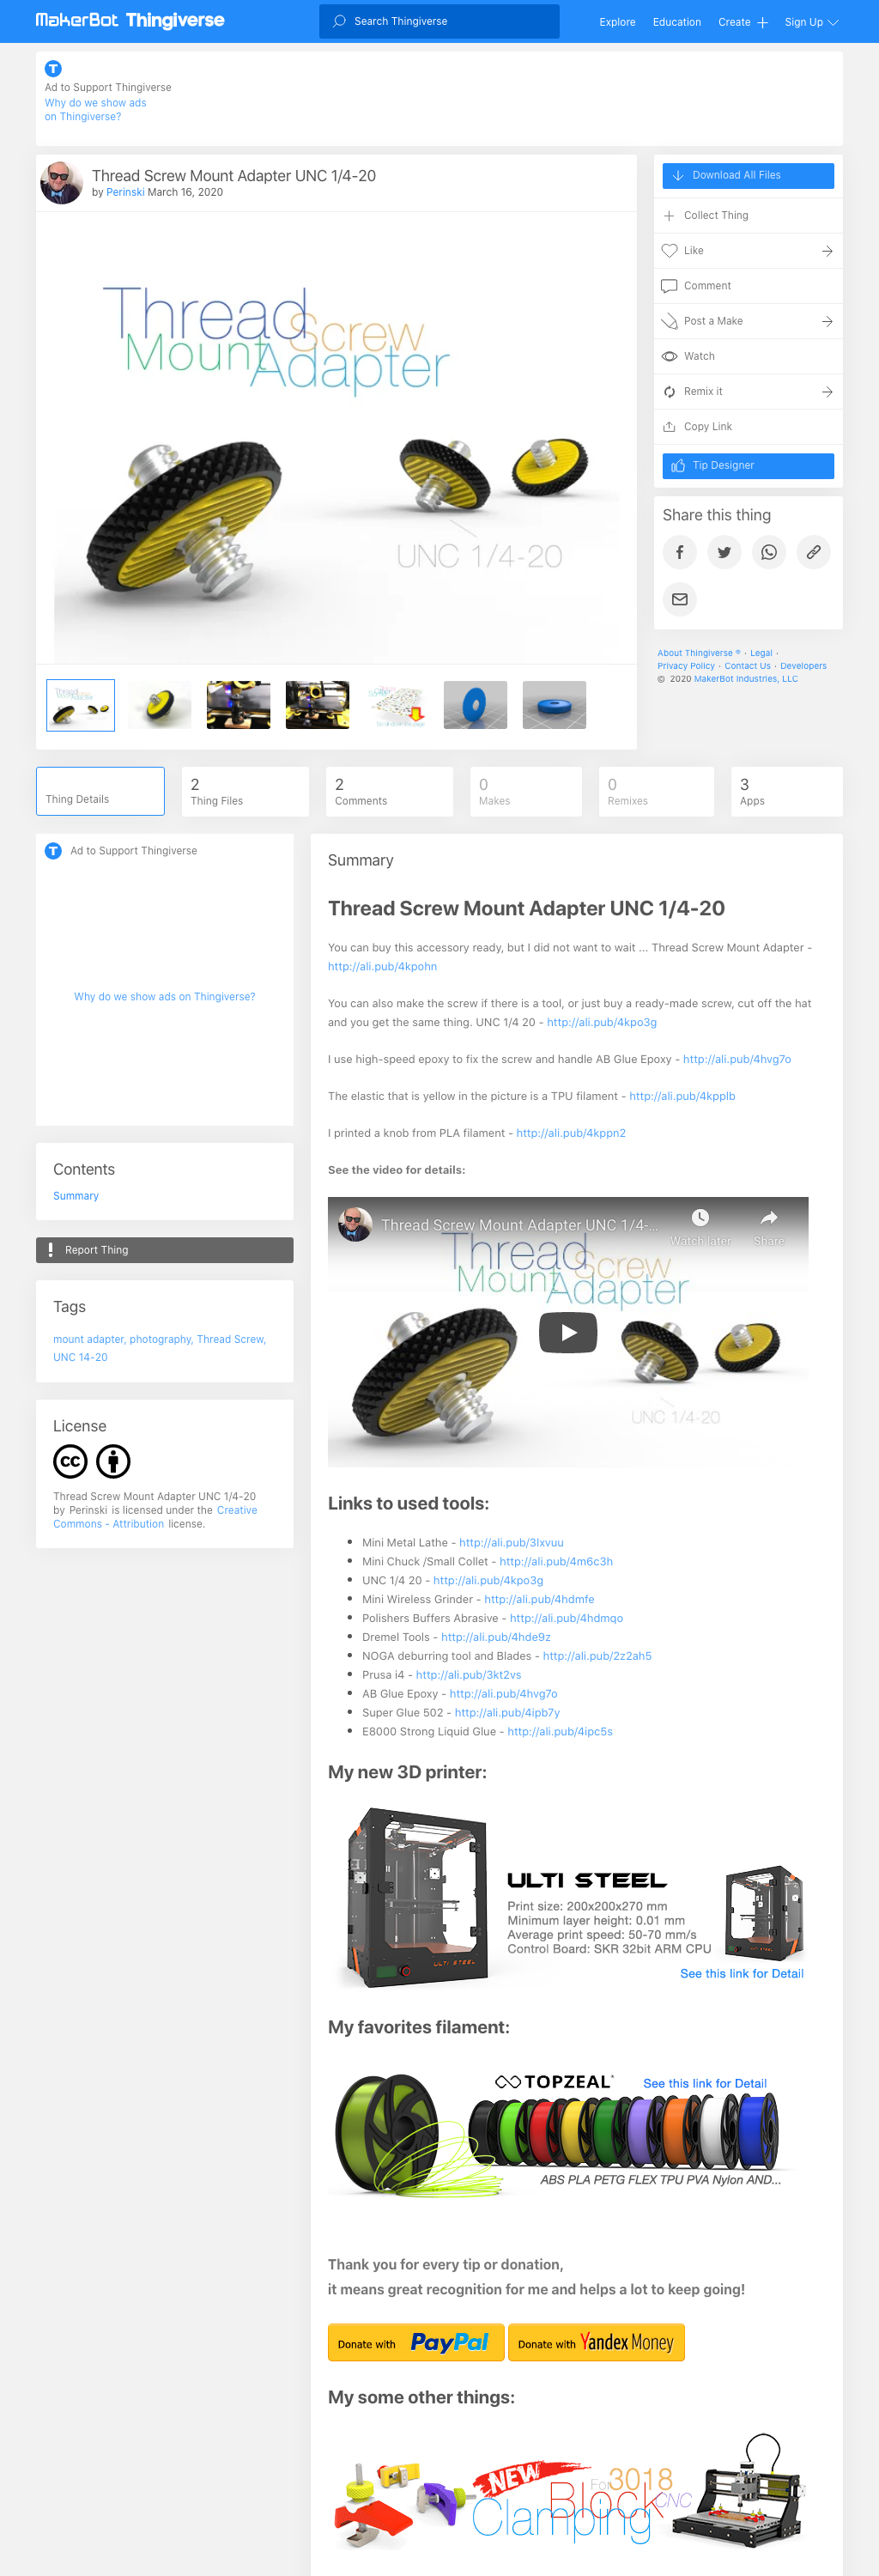 MakerBot Thingiverse
Search Thingiverse
Explore
Education
Create
Sign Up
Ad to Support Thingiverse
Why do we show ads
on Thingiverse?
Thread Screw Mount Adapter UNC 1/4-20
by Perinski March 16, 2020
Thread Screw
Mount Adapter
UNC 1/4-20
Download All Files
Collect Thing
Like
Comment
Post a Make
Watch
Remix it
Copy Link
Tip Designer
Share this thing
About Thingiverse ® · Legal ·
Privacy Policy · Contact Us · Developers
© 2020 MakerBot Industries, LLC
Thing Details
2
Thing Files
2
Comments
0
Makes
0
Remixes
3
Apps
Ad to Support Thingiverse
Why do we show ads on Thingiverse?
Contents
Summary
Report Thing
Tags
mount adapter, photography, Thread Screw,
UNC 14-20
License
cc
Thread Screw Mount Adapter UNC 1/4-20
by Perinski is licensed under the Creative
Commons - Attribution license.
Summary
Thread Screw Mount Adapter UNC 1/4-20
You can buy this accessory ready, but I did not want to wait ... Thread Screw Mount Adapter -
http://ali.pub/4kpohn
You can also make the screw if there is a tool, or just buy a ready-made screw, cut off the hat
and you get the same thing. UNC 1/4 20 - http://ali.pub/4kpo3g
I use high-speed epoxy to fix the screw and handle AB Glue Epoxy - http://ali.pub/4hvg7o
The elastic that is yellow in the picture is a TPU filament - http://ali.pub/4kpplb
I printed a knob from PLA filament - http://ali.pub/4kppn2
See the video for details:
Thread Screw Mount Adapter UNC 1/4-...
Watch later
Share
Thread Screw
Mount Adapter
UNC 1/4-20
Links to used tools:
Mini Metal Lathe - http://ali.pub/3lxvuu
Mini Chuck /Small Collet - http://ali.pub/4m6c3h
UNC 1/4 20 - http://ali.pub/4kpo3g
Mini Wireless Grinder - http://ali.pub/4hdmfe
Polishers Buffers Abrasive - http://ali.pub/4hdmqo
Dremel Tools - http://ali.pub/4hde9z
NOGA deburring tool and Blades - http://ali.pub/2z2ah5
Prusa i4 - http://ali.pub/3kt2vs
AB Glue Epoxy - http://ali.pub/4hvg7o
Super Glue 502 - http://ali.pub/4ipb7y
E8000 Strong Liquid Glue - http://ali.pub/4ipc5s
My new 3D printer:
ULTI STEEL
Print size: 200x200x270 mm
Minimum layer height: 0.01 mm
Average print speed: 50-70 mm/s
Control Board: SKR 32bit ARM CPU
ULTI STEEL
See this link for Detail
My favorites filament:
TOPZEAL
See this link for Detail
ABS PLA PETG FLEX TPU PVA Nylon AND...
Thank you for every tip or donation,
it means great recognition for me and helps a lot to keep going!
Donate with PayPal
Donate with Yandex Money
My some other things:
NEW
For 3018
Block CNC
Clamping